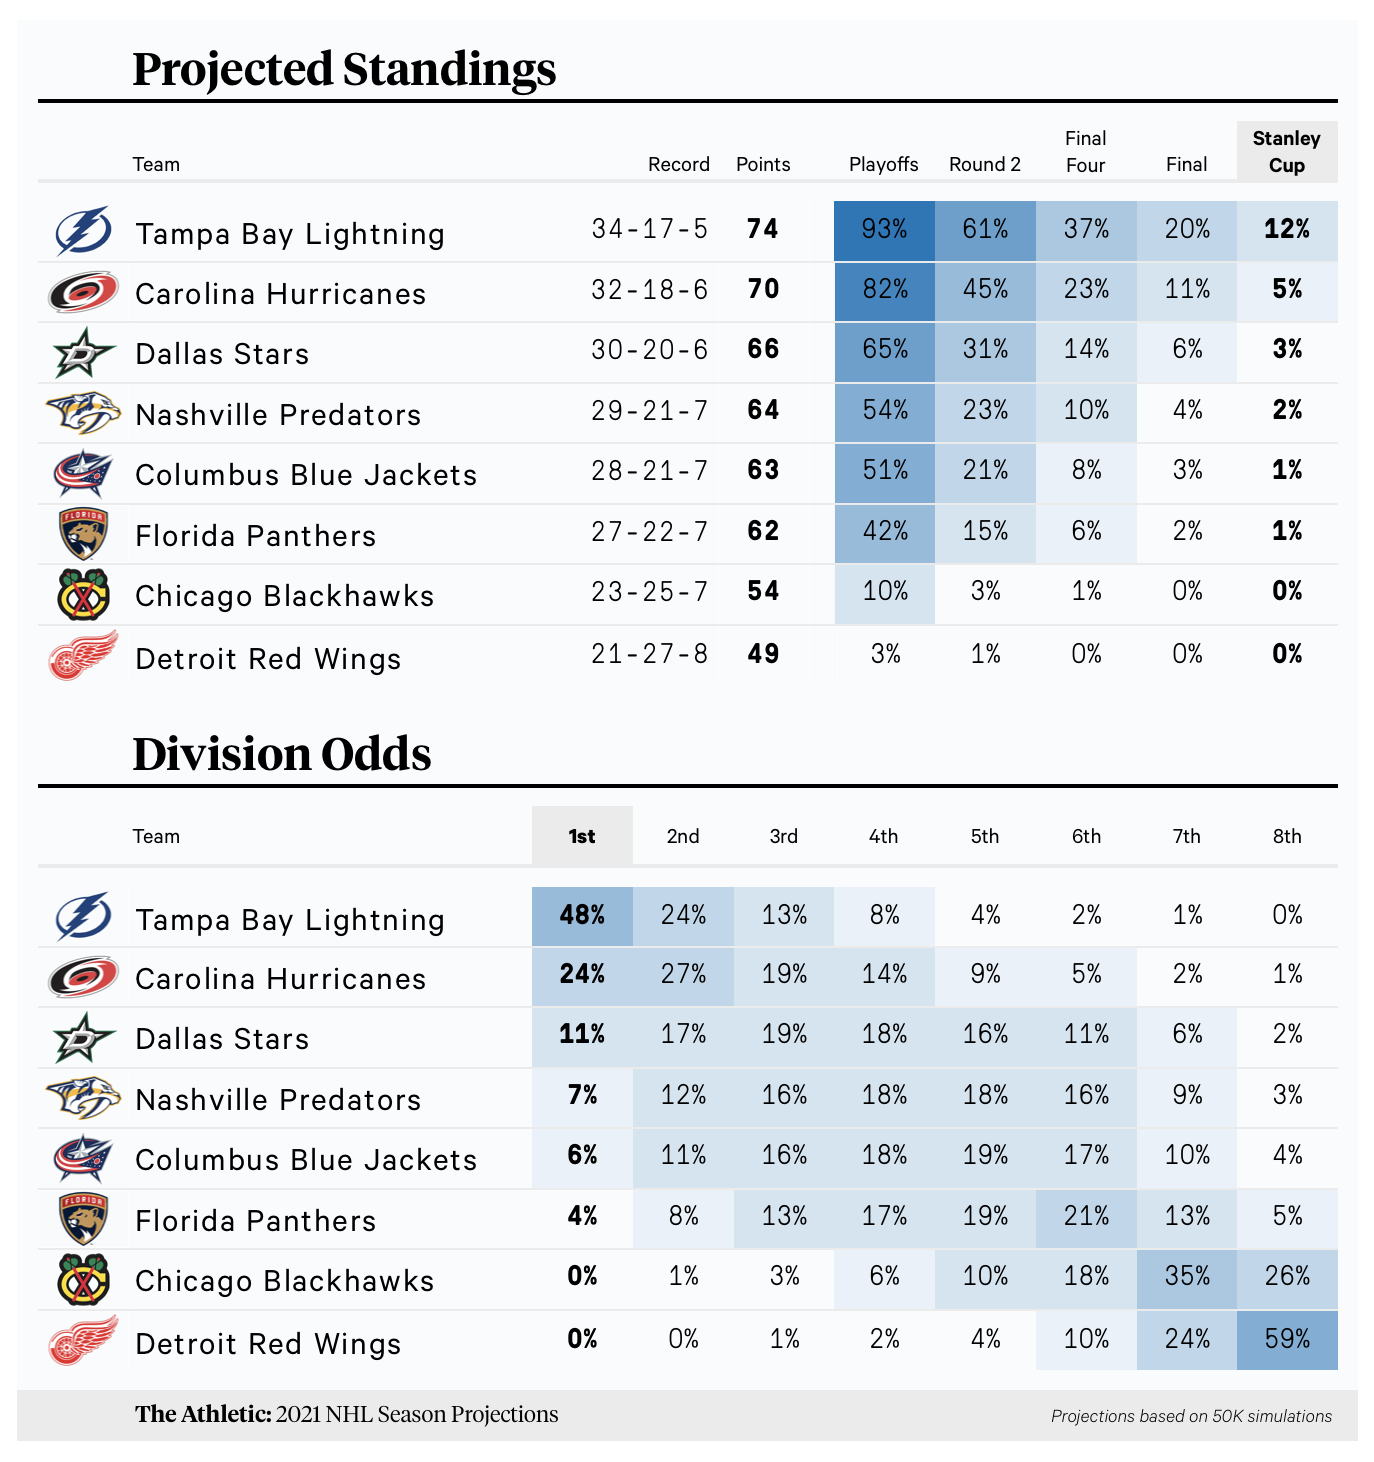 Projected Standings
Team Record Points Playoffs Round 2 Final Four Final Stanley Cup
Tampa Bay Lightning 34-17-5 74 93% 61% 37% 20% 12%
Carolina Hurricanes 32-18-6 70 82% 45% 23% 11% 5%
Dallas Stars 30-20-6 66 65% 31% 14% 6% 3%
Nashville Predators 29-21-7 64 54% 23% 10% 4% 2%
Columbus Blue Jackets 28-21-7 63 51% 21% 8% 3% 1%
FLORIDA
Florida Panthers 27-22-7 62 42% 15% 6% 2% 1%
Chicago Blackhawks 23-25-7 54 10% 3% 1% 0% 0%
Detroit Red Wings 21-27-8 49 3% 1% 0% 0% 0%
Division Odds
Team 1st 2nd 3rd 4th 5th 6th 7th 8th
Tampa Bay Lightning 48% 24% 13% 8% 4% 2% 1% 0%
Carolina Hurricanes 24% 27% 19% 14% 9% 5% 2% 1%
Dallas Stars 11% 17% 19% 18% 16% 11% 6% 2%
Nashville Predators 7% 12% 16% 18% 18% 16% 9% 3%
Columbus Blue Jackets 6% 11% 16% 18% 19% 17% 10% 4%
FLORIDA
Florida Panthers 4% 8% 13% 17% 19% 21% 13% 5%
Chicago Blackhawks 0% 1% 3% 6% 10% 18% 35% 26%
Detroit Red Wings 0% 0% 1% 2% 4% 10% 24% 59%
The Athletic: 2021 NHL Season Projections
Projections based on 50K simulations